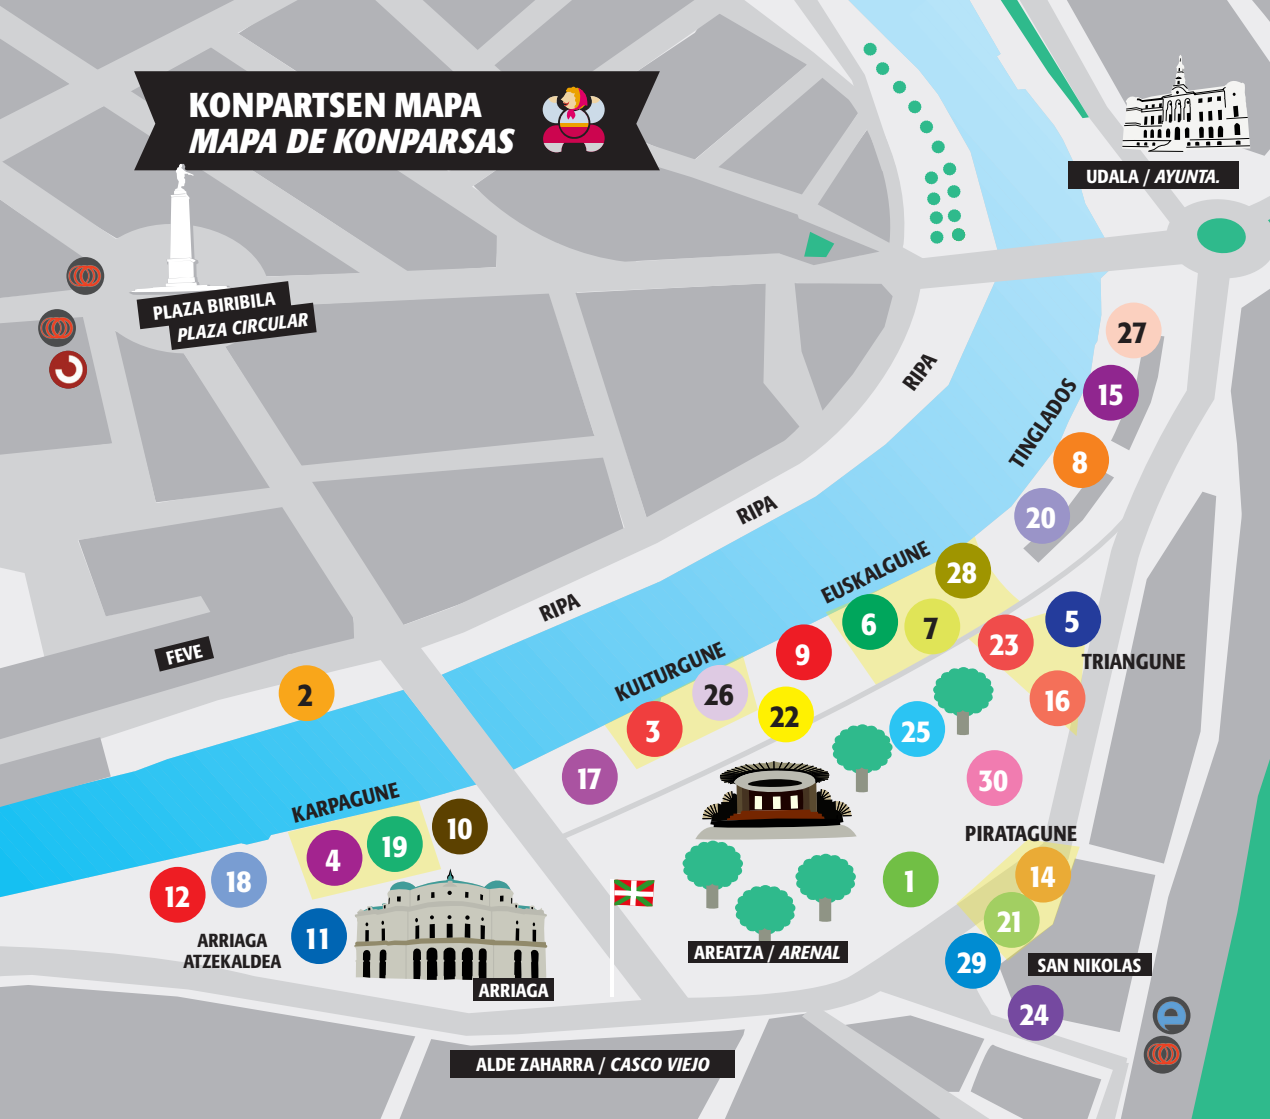 KONPARTSEN MAPA
MAPA DE KONPARSAS
UDALA / AYUNTA.
PLAZA BIRIBILA
PLAZA CIRCULAR
27
RIPA
15
TINGLADOS
8
20
RIPA
EUSKALGUNE
28
RIPA
6
7
5
23
FEVE
KULTURGUNE
9
TRIANGUNE
2
26
16
3
22
25
17
30
KARPAGUNE
10
PIRATAGUNE
4
19
14
12
18
1
21
11
ARRIAGA
ATZEKALDEA
AREATZA / ARENAL
29
SAN NIKOLAS
ARRIAGA
24
e
ALDE ZAHARRA / CASCO VIEJO